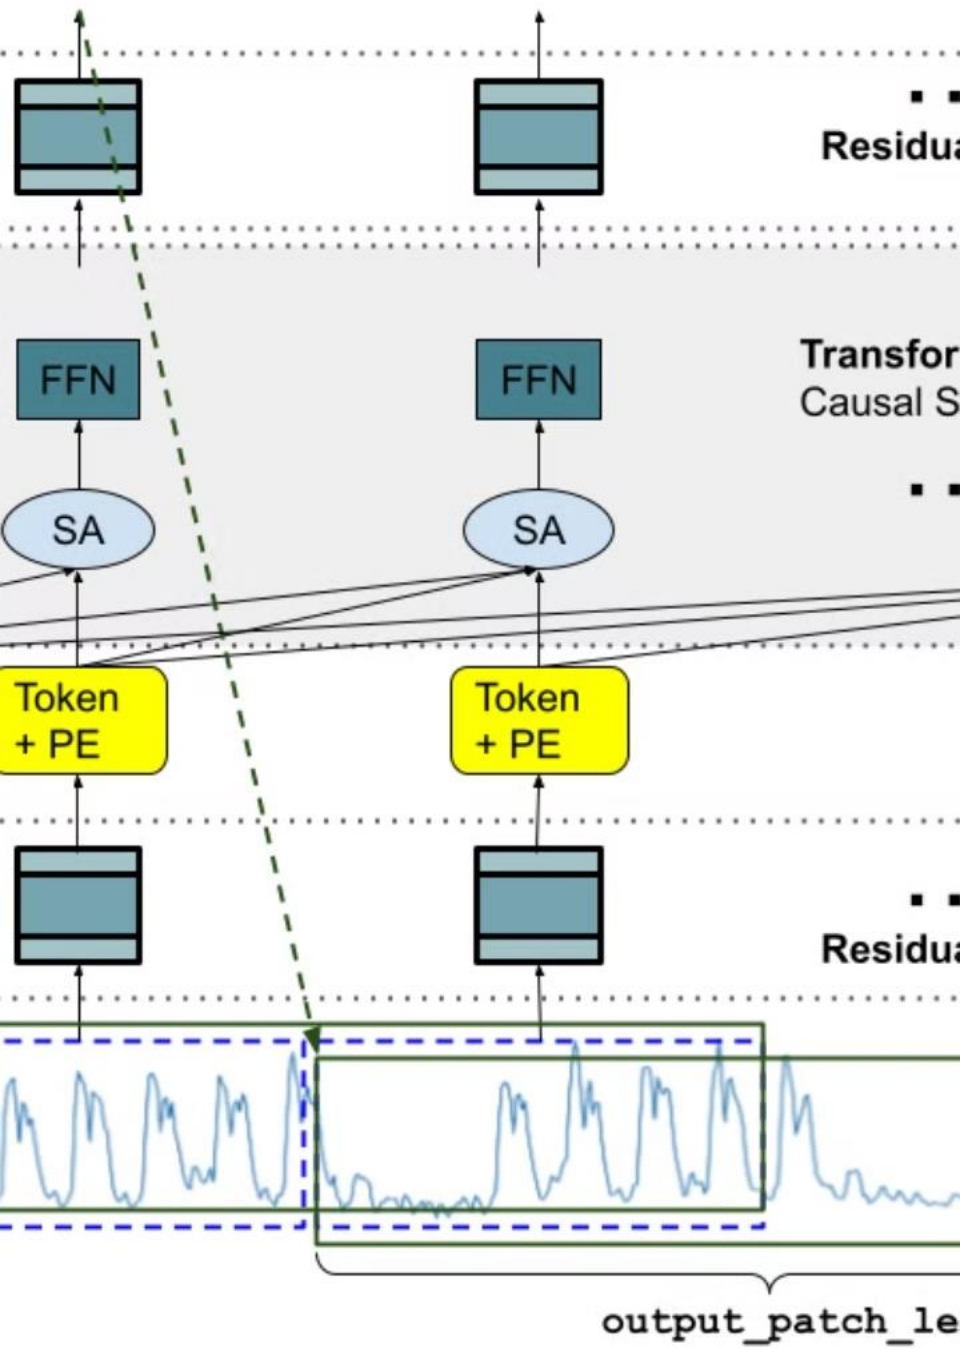 Residua
FFN
FFN
Transfor
Causal S
SA
SA
Token
+ PE
Token
+ PE
Residua
output_patch_le